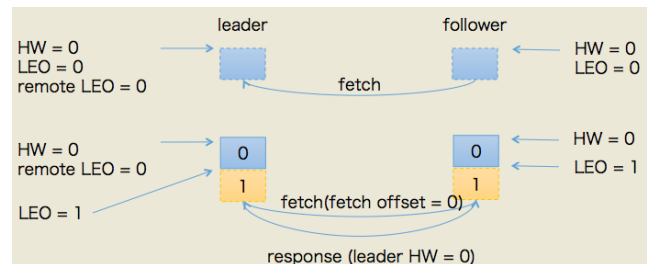 leader
follower
HW = 0
LEO = 0
remote LEO = 0
HW = 0
LEO = 0
fetch
HW = 0
remote LEO = 0
LEO = 1
0
1
0
1
HW = 0
LEO = 1
fetch(fetch offset = 0)
response (leader HW = 0)